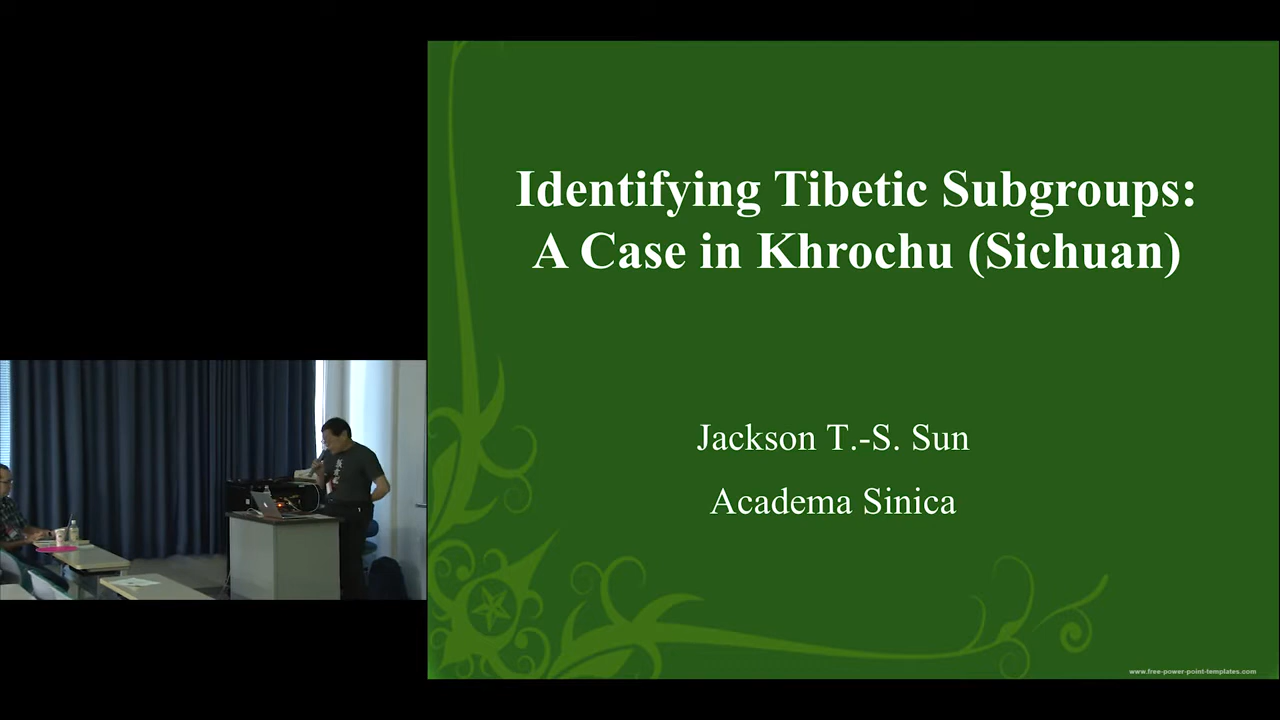 Identifying Tibetic Subgroups:
A Case in Khrochu (Sichuan)
Jackson T.-S. Sun
Academa Sinica
www.free-power-point-templates.com